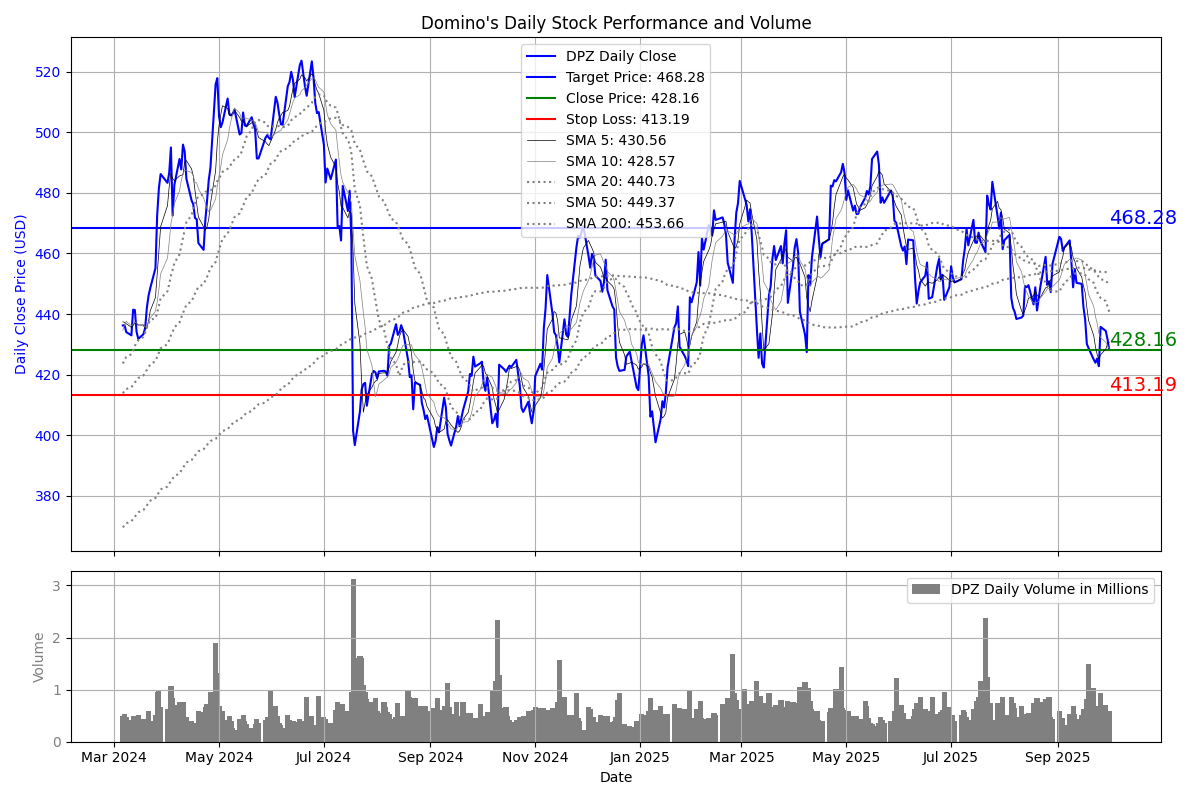 Domino's Daily Stock Performance and Volume
DPZ Daily Close
Target Price: 468.28
Close Price: 428.16
Stop Loss: 413.19
SMA 5: 430.56
SMA 10: 428.57
SMA 20: 440.73
SMA 50: 449.37
SMA 200: 453.66
Daily Close Price (USD)
520
500
480
460
440
420
400
380
468.28
428.16
413.19
DPZ Daily Volume in Millions
Volume
3
2
1
0
Mar 2024 May 2024 Jul 2024 Sep 2024 Nov 2024 Jan 2025 Mar 2025 May 2025 Jul 2025 Sep 2025
Date